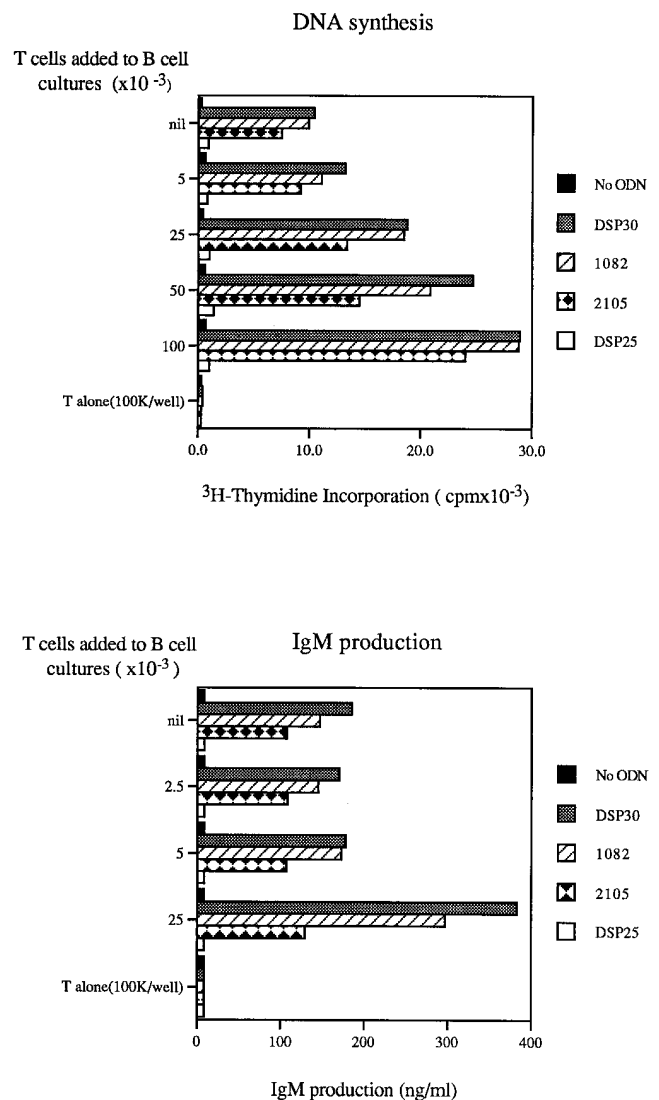 DNA synthesis
T cells added to B cell
cultures (x10 -3)
nil
5
25
50
100
T alone(100K/well)
0.0
10.0
20.0
30.0
3H-Thymidine Incorporation ( cpmx10-3)
No ODN
DSP30
1082
2105
DSP25
IgM production
T cells added to B cell
cultures ( x10-3 )
nil
2.5
5
25
T alone(100K/well)
0
100
200
300
400
IgM production (ng/ml)
No ODN
DSP30
1082
2105
DSP25